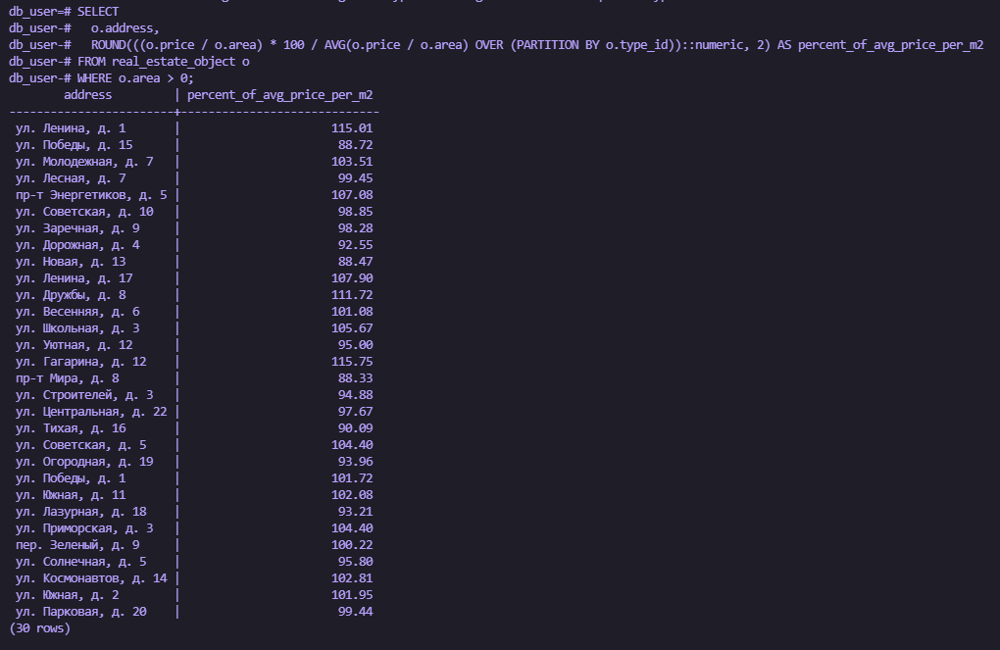 db_user=# SELECT
db_user-#   o.address,
db_user-#   ROUND(((o.price / o.area) * 100 / AVG(o.price / o.area) OVER (PARTITION BY o.type_id))::numeric, 2) AS percent_of_avg_price_per_m2
db_user-# FROM real_estate_object o
db_user-# WHERE o.area > 0;
        address         | percent_of_avg_price_per_m2
------------------------+-----------------------------
 ул. Ленина, д. 1       |                      115.01
 ул. Победы, д. 15      |                       88.72
 ул. Молодежная, д. 7   |                      103.51
 ул. Лесная, д. 7       |                       99.45
 пр-т Энергетиков, д. 5 |                      107.08
 ул. Советская, д. 10   |                       98.85
 ул. Заречная, д. 9     |                       98.28
 ул. Дорожная, д. 4     |                       92.55
 ул. Новая, д. 13       |                       88.47
 ул. Ленина, д. 17      |                      107.90
 ул. Дружбы, д. 8       |                      111.72
 ул. Весенняя, д. 6     |                      101.08
 ул. Школьная, д. 3     |                      105.67
 ул. Уютная, д. 12      |                       95.00
 ул. Гагарина, д. 12    |                      115.75
 пр-т Мира, д. 8        |                       88.33
 ул. Строителей, д. 3   |                       94.88
 ул. Центральная, д. 22 |                       97.67
 ул. Тихая, д. 16       |                       90.09
 ул. Советская, д. 5    |                      104.40
 ул. Огородная, д. 19   |                       93.96
 ул. Победы, д. 1       |                      101.72
 ул. Южная, д. 11       |                      102.08
 ул. Лазурная, д. 18    |                       93.21
 ул. Приморская, д. 3   |                      104.40
 пер. Зеленый, д. 9     |                      100.22
 ул. Солнечная, д. 5    |                       95.80
 ул. Космонавтов, д. 14 |                      102.81
 ул. Южная, д. 2        |                      101.95
 ул. Парковая, д. 20    |                       99.44
(30 rows)